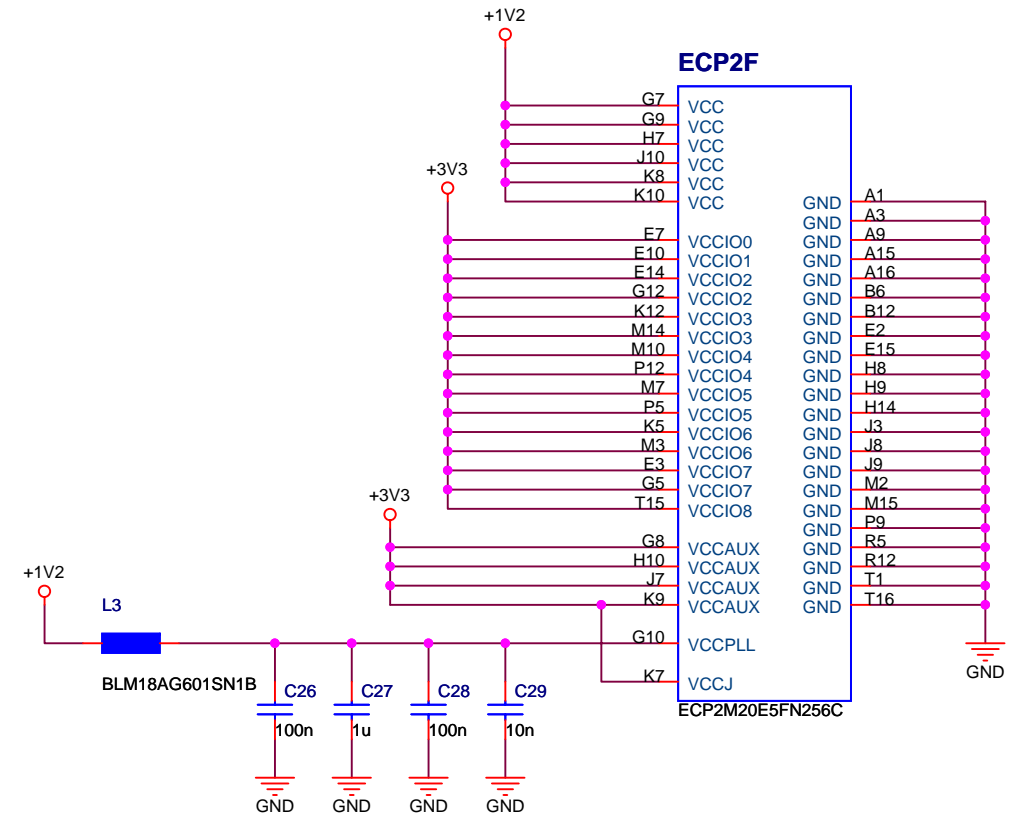 +1V2
ECP2F
G7 VCC
G9 VCC
H7 VCC
J10 VCC
K8 VCC
+3V3
K10 VCC GND A1
GND A3
E7 VCCIO0 GND A9
E10 VCCIO1 GND A15
E14 VCCIO2 GND A16
G12 VCCIO2 GND B6
K12 VCCIO3 GND B12
M14 VCCIO3 GND E2
M10 VCCIO4 GND E15
P12 VCCIO4 GND H8
M7 VCCIO5 GND H9
P5 VCCIO5 GND H14
K5 VCCIO6 GND J3
M3 VCCIO6 GND J8
E3 VCCIO7 GND J9
G5 VCCIO7 GND M2
+3V3
T15 VCCIO8 GND M15
GND P9
G8 VCCAUX GND R5
H10 VCCAUX GND R12
+1V2
J7 VCCAUX GND T1
L3
K9 VCCAUX GND T16
G10 VCCPLL
GND
K7 VCCJ
BLM18AG601SN1B
C26 C27 C28 C29
ECP2M20E5FN256C
100n 1u 100n 10n
GND GND GND GND